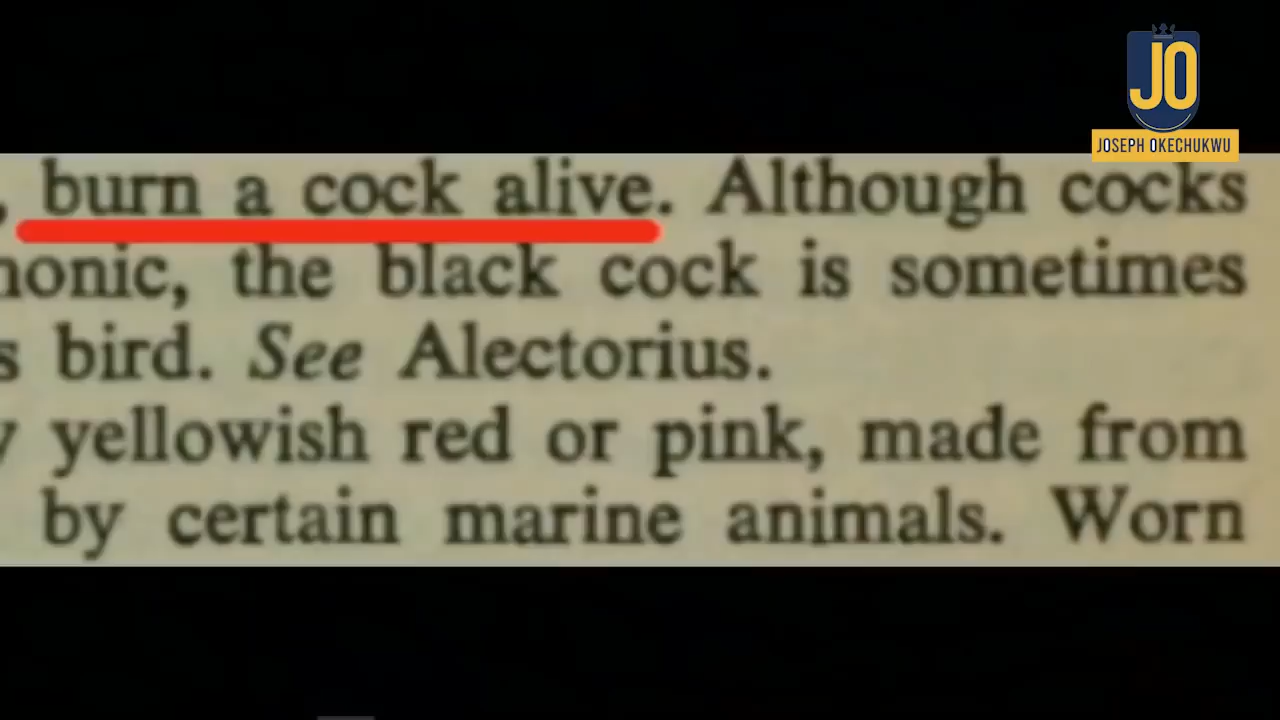 JO
JOSEPH OKECHUKWU
burn a cock alive. Although cocks
the black cock is sometimes
bird. See Alectorius.
yellowish red or pink, made from
by certain marine animals. Worn